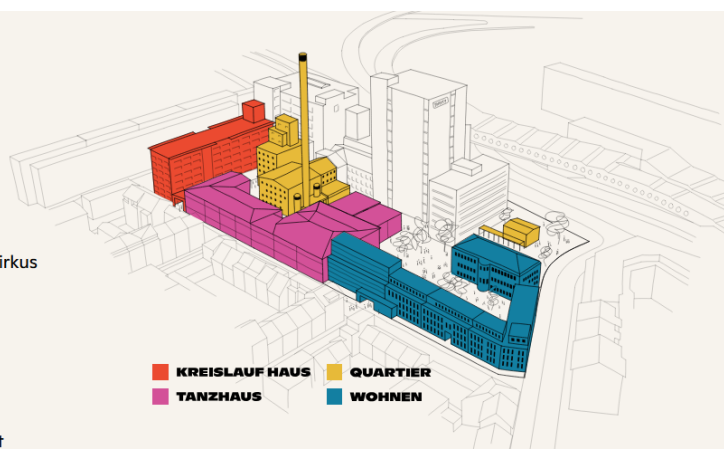 irkus
KREISLAUF HAUS
QUARTIER
TANZHAUS
WOHNEN
t